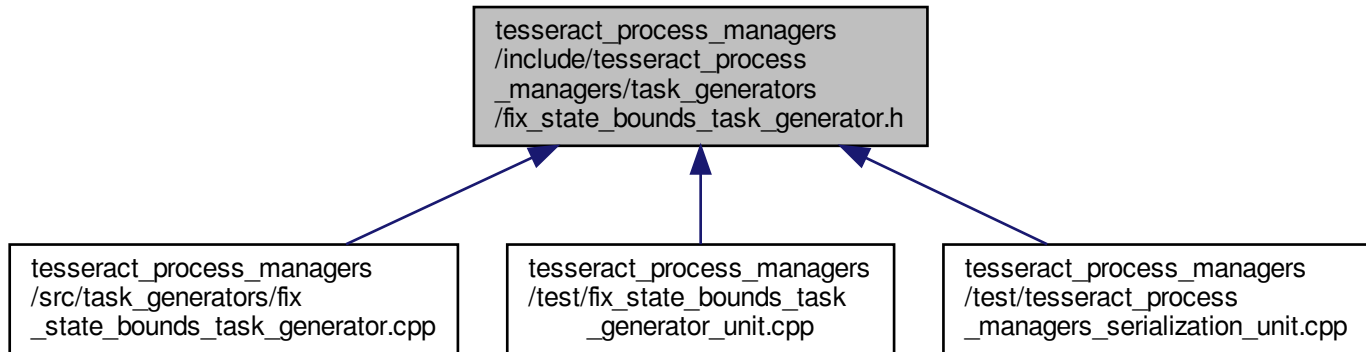 tesseract_process_managers
/include/tesseract_process
_managers/task_generators
/fix_state_bounds_task_generator.h
tesseract_process_managers
/src/task_generators/fix
_state_bounds_task_generator.cpp
tesseract_process_managers
/test/fix_state_bounds_task
_generator_unit.cpp
tesseract_process_managers
/test/tesseract_process
_managers_serialization_unit.cpp